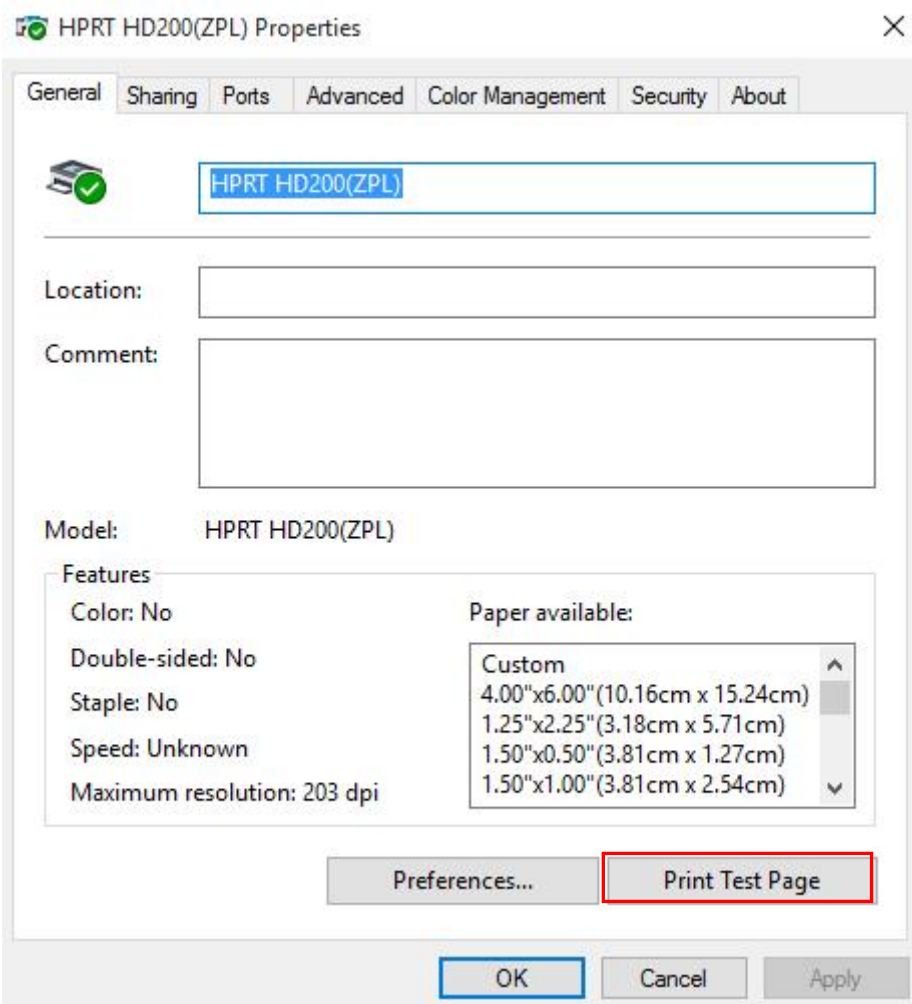 HPRT HD200(ZPL) Properties
General Sharing Ports Advanced Color Management Security About
HPRT HD200(ZPL)
Location:
Comment:
Model: HPRT HD200(ZPL)
Features
Color: No
Double-sided: No
Staple: No
Speed: Unknown
Maximum resolution: 203 dpi
Paper available:
Custom
4.00"x6.00"(10.16cm x 15.24cm)
1.25"x2.25"(3.18cm x 5.71cm)
1.50"x0.50"(3.81cm x 1.27cm)
1.50"x1.00"(3.81cm x 2.54cm)
Preferences... Print Test Page
OK Cancel Apply